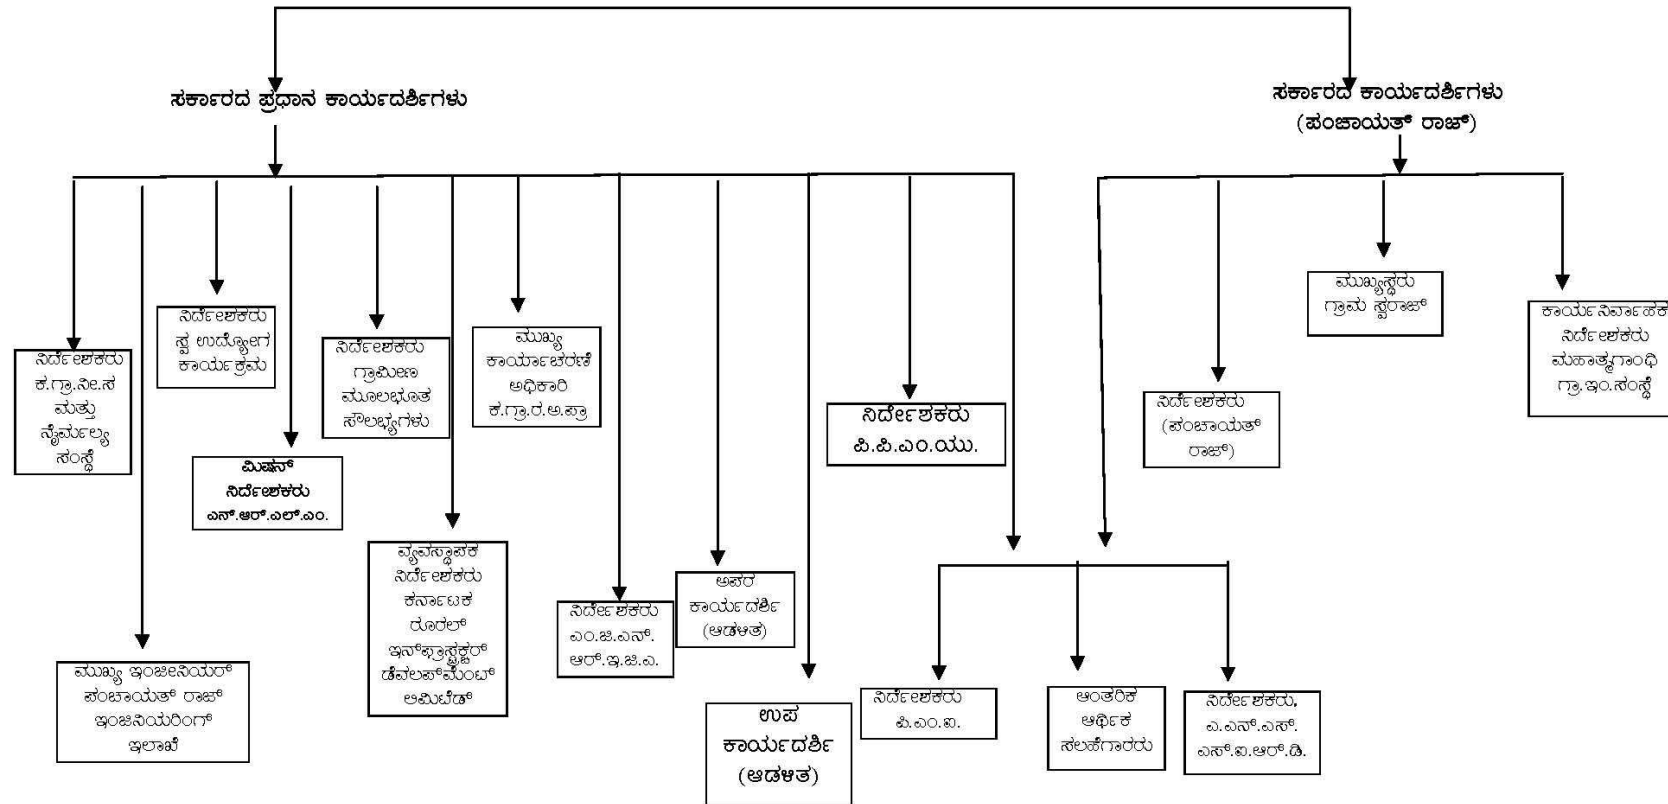 ಸರ್ಕಾರದ ಪ್ರಧಾನ ಕಾರ್ಯದರ್ಶಿಗಳು
ಸರ್ಕಾರದ ಕಾರ್ಯದರ್ಶಿಗಳು
(ಪಂಚಾಯತ್ ರಾಜ್)
ನಿರ್ದೇಶಕರು
ಕ.ಗ್ರಾ.ನೀ.ಸ
ಮತ್ತು
ನೈರ್ಮಲ್ಯ
ಸಂಸ್ಥೆ
ಮುಖ್ಯ ಇಂಜೀನಿಯರ್
ಪಂಚಾಯತ್ ರಾಜ್
ಇಂಜಿನಿಯರಿಂಗ್
ಇಲಾಖೆ
ನಿರ್ದೇಶಕರು
ಸ್ವ ಉದ್ಯೋಗ
ಕಾರ್ಯಕ್ರಮ
ಮಿಷನ್
ನಿರ್ದೇಶಕರು
ಎನ್.ಆರ್.ಎಲ್.ಎಂ.
ನಿರ್ದೇಶಕರು
ಗ್ರಾಮೀಣ
ಮೂಲಭೂತ
ಸೌಲಭ್ಯಗಳು
ವ್ಯವಸ್ಥಾಪಕ
ನಿರ್ದೇಶಕರು
ಕರ್ನಾಟಕ
ರೂರಲ್
ಇನ್‌ಫ್ರಾಸ್ಟ್ರಕ್ಚರ್
ಡೆವಲಪ್‌ಮೆಂಟ್
ಲಿಮಿಟೆಡ್
ಮುಖ್ಯ
ಕಾರ್ಯಾಚರಣೆ
ಅಧಿಕಾರಿ
ಕ.ಗ್ರಾ.ರ.ಅ.ಪ್ರಾ
ನಿರ್ದೇಶಕರು
ಎಂ.ಜಿ.ಎನ್.
ಆರ್.ಇ.ಜಿ.ಎ.
ಅಪರ
ಕಾರ್ಯದರ್ಶಿ
(ಆಡಳಿತ)
ಉಪ
ಕಾರ್ಯದರ್ಶಿ
(ಆಡಳಿತ)
ನಿರ್ದೇಶಕರು
ಪಿ.ಪಿ.ಎಂ.ಯು.
ನಿರ್ದೇಶಕರು
ಪಿ.ಎಂ.ಐ.
ಆಂತರಿಕ
ಆರ್ಥಿಕ
ಸಲಹೆಗಾರರು
ನಿರ್ದೇಶಕರು,
ಎ.ಎನ್.ಎಸ್.
ಎಸ್.ಐ.ಆರ್.ಡಿ.
ನಿರ್ದೇಶಕರು
(ಪಂಚಾಯತ್
ರಾಜ್)
ಮುಖ್ಯಸ್ಥರು
ಗ್ರಾಮ ಸ್ವರಾಜ್
ಕಾರ್ಯನಿರ್ವಾಹಕ
ನಿರ್ದೇಶಕರು
ಮಹಾತ್ಮಗಾಂಧಿ
ಗ್ರಾ.ಇಂ.ಸಂಸ್ಥೆ